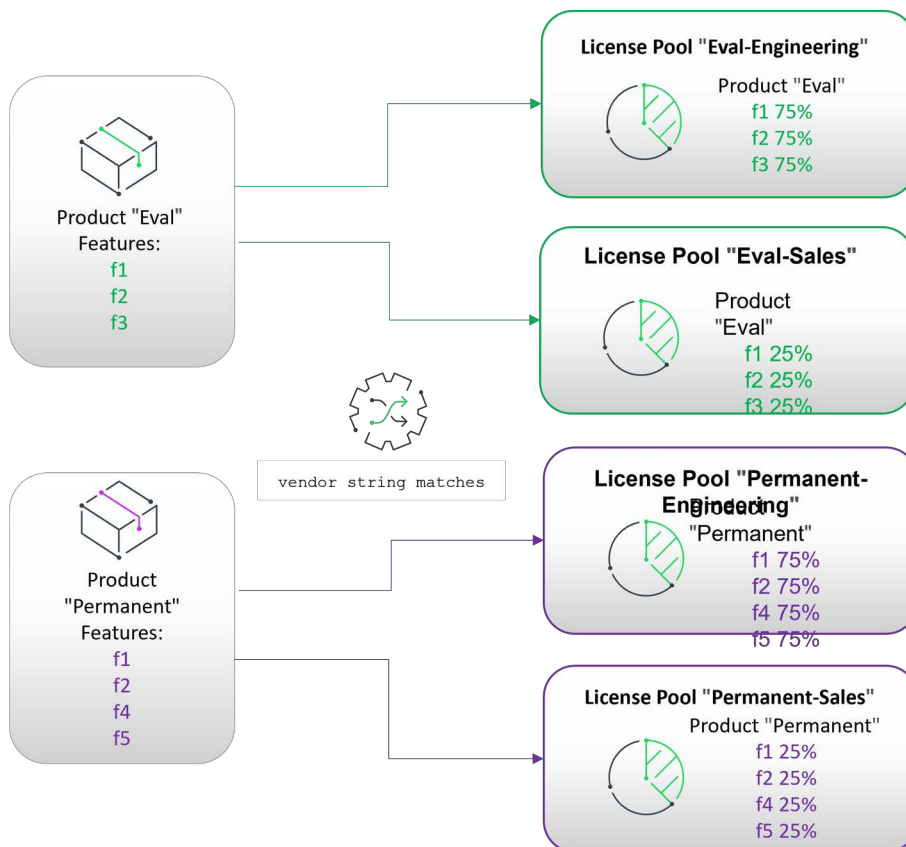 License Pool "Eval-Engineering"
Product "Eval"
f1 75%
f2 75%
f3 75%
Product "Eval"
Features:
f1
f2
f3
License Pool "Eval-Sales"
Product
"Eval"
f1 25%
f2 25%
f3 25%
vendor string matches
License Pool "Permanent-
Engineering"
Product
"Permanent"
f1 75%
f2 75%
f4 75%
f5 75%
Product
"Permanent"
Features:
f1
f2
f4
f5
License Pool "Permanent-Sales"
Product "Permanent"
f1 25%
f2 25%
f4 25%
f5 25%